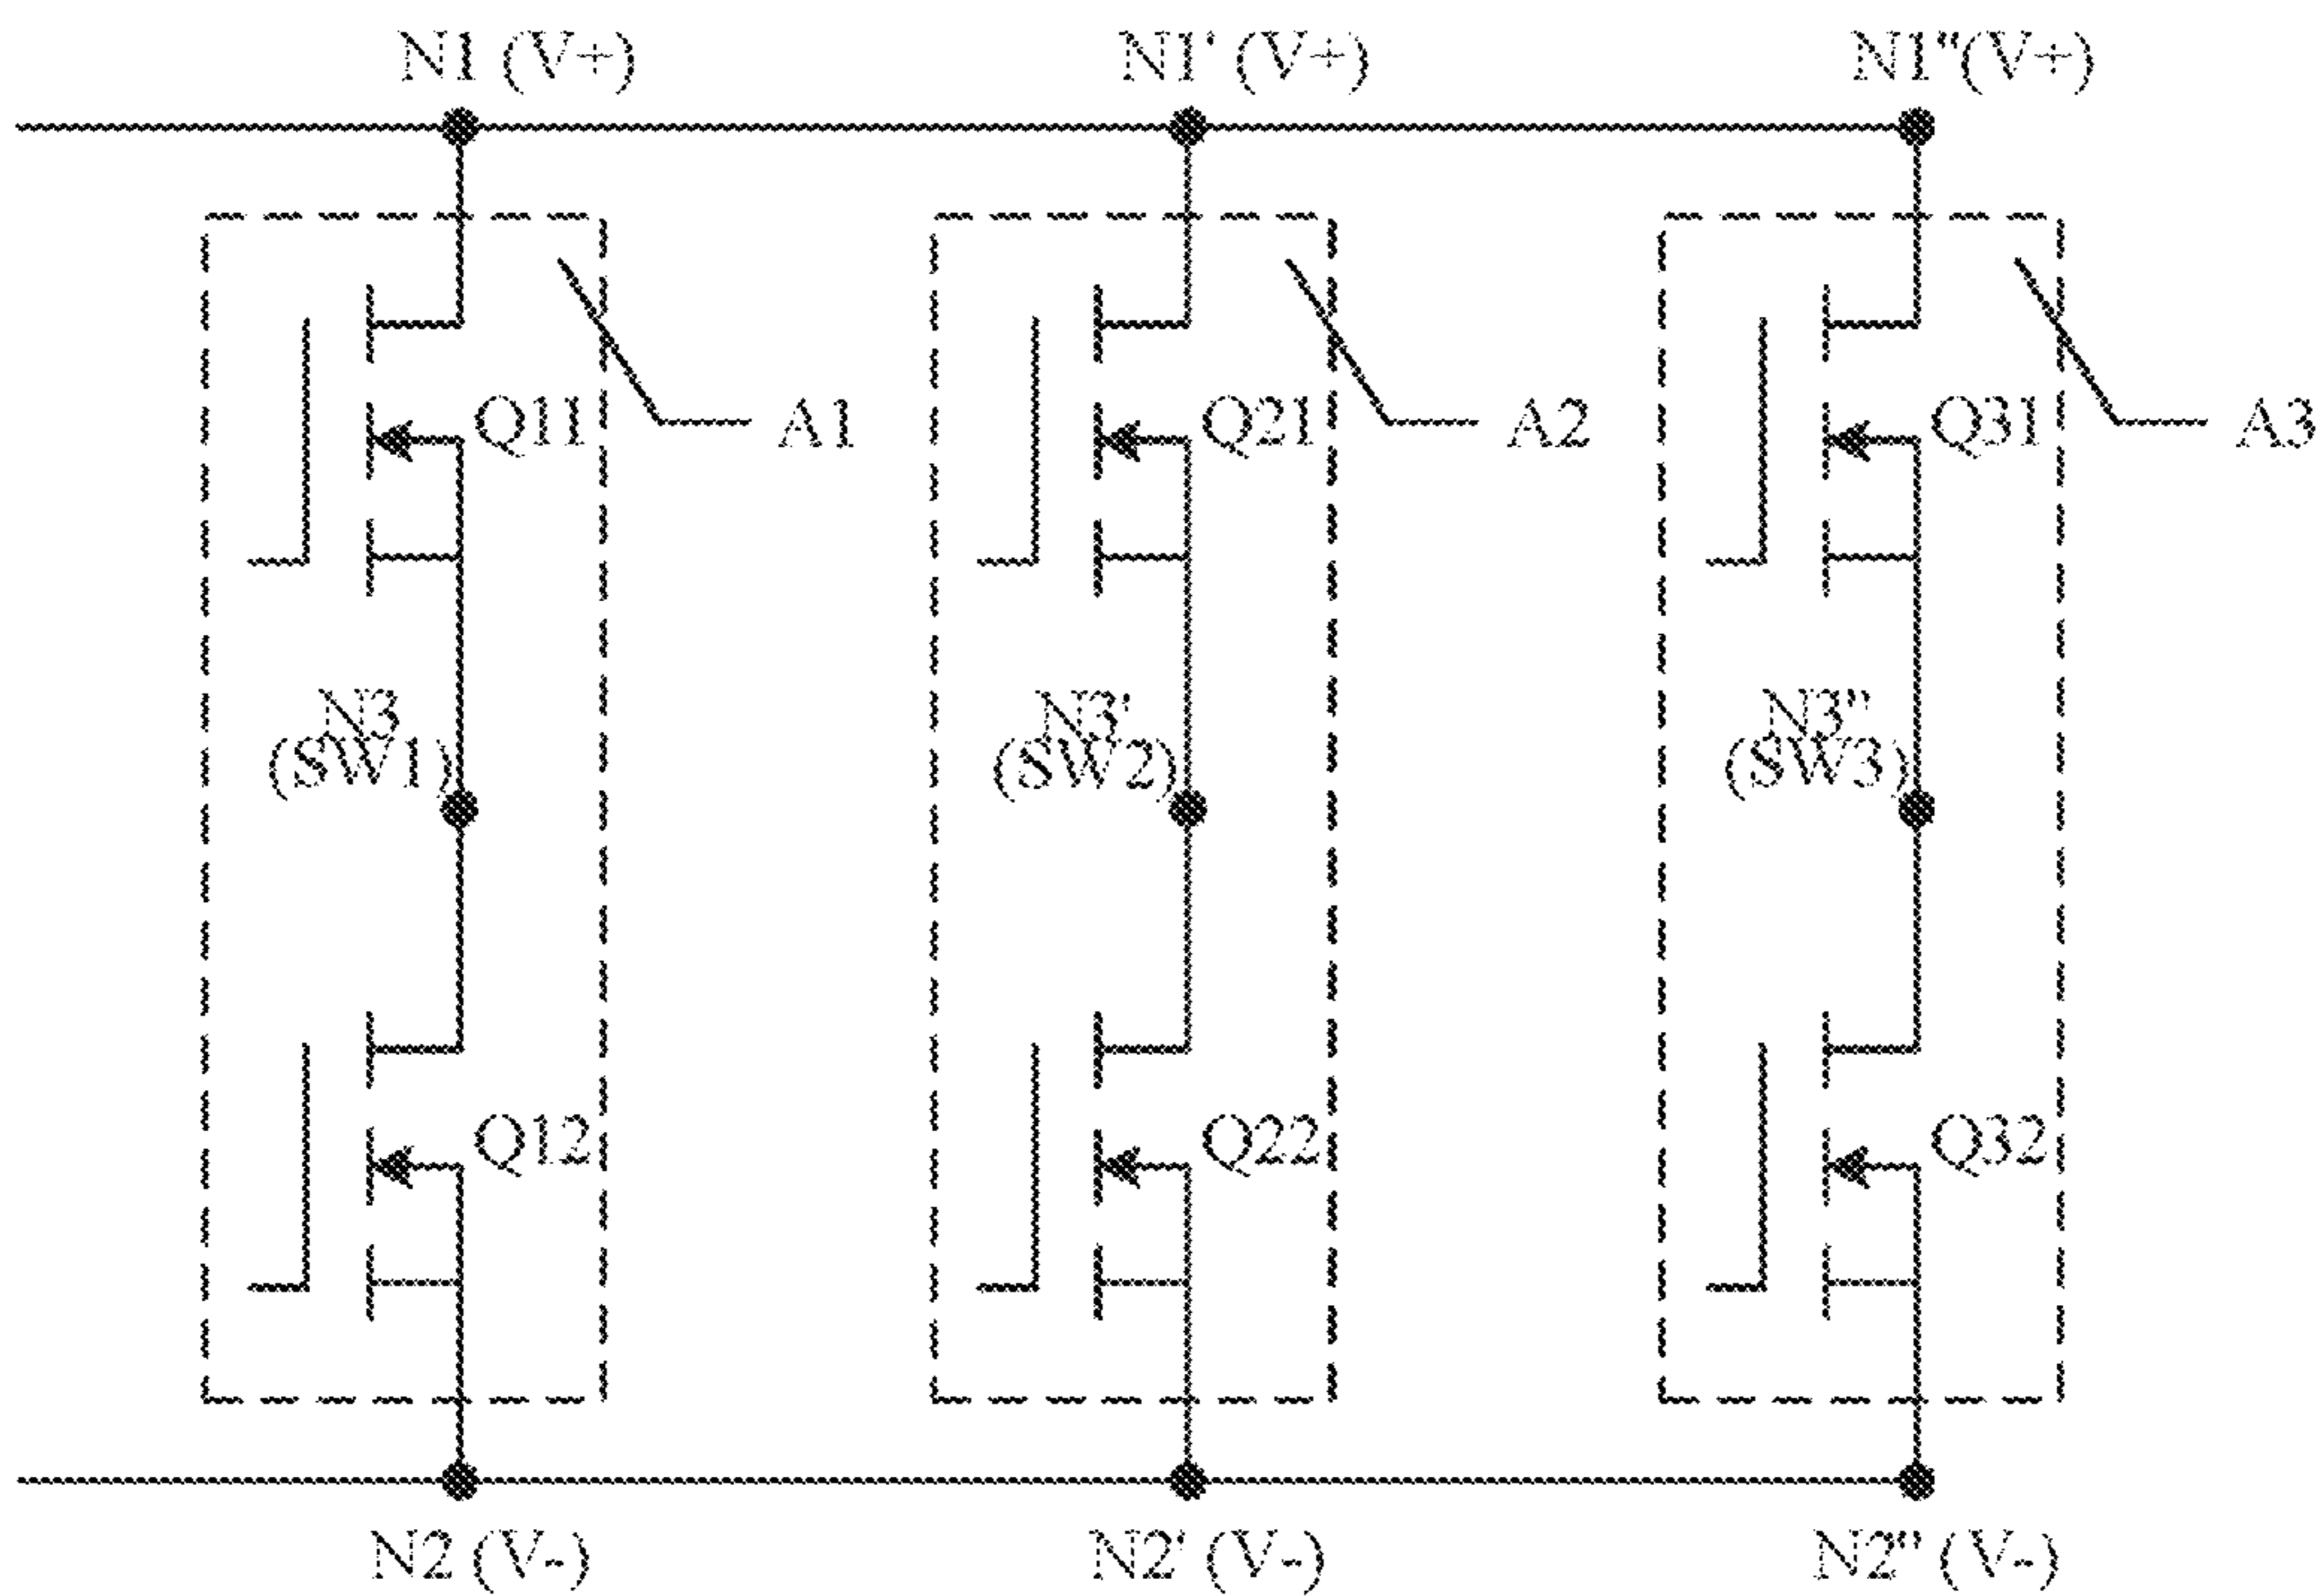 N1 (V+)
N1' (V+)
N1"(V+)
Q11
A1
Q21
A2
Q31
A3
N3
(SW1)
N3'
(SW2)
N3"
(SW3)
Q12
Q22
Q32
N2 (V-)
N2' (V-)
N2" (V-)